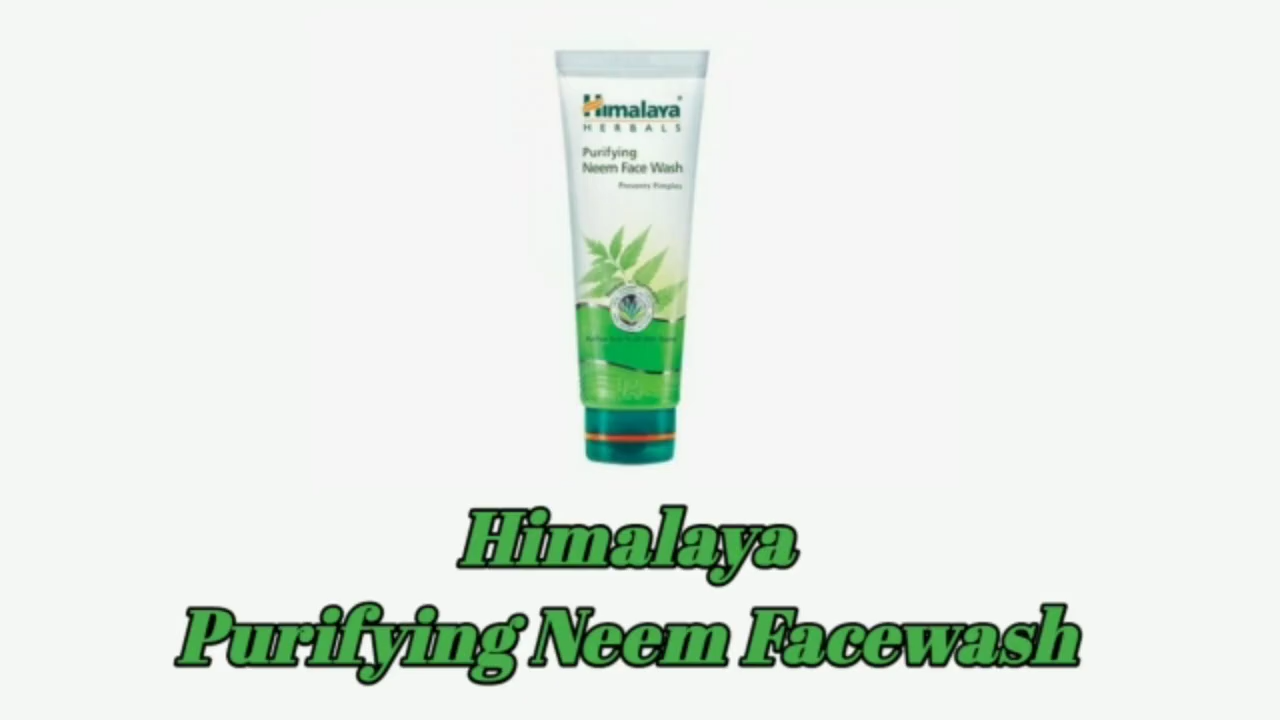 Himalaya
HERBALS
Purifying
Neem Face Wash
Prevents Pimples
Himalaya
Purifying Neem Facewash